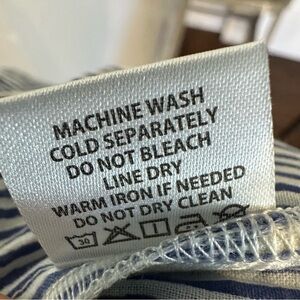 MACHINE WASH
COLD SEPARATELY
DO NOT BLEACH
LINE DRY
WARM IRON IF NEEDED
DO NOT DRY CLEAN
30